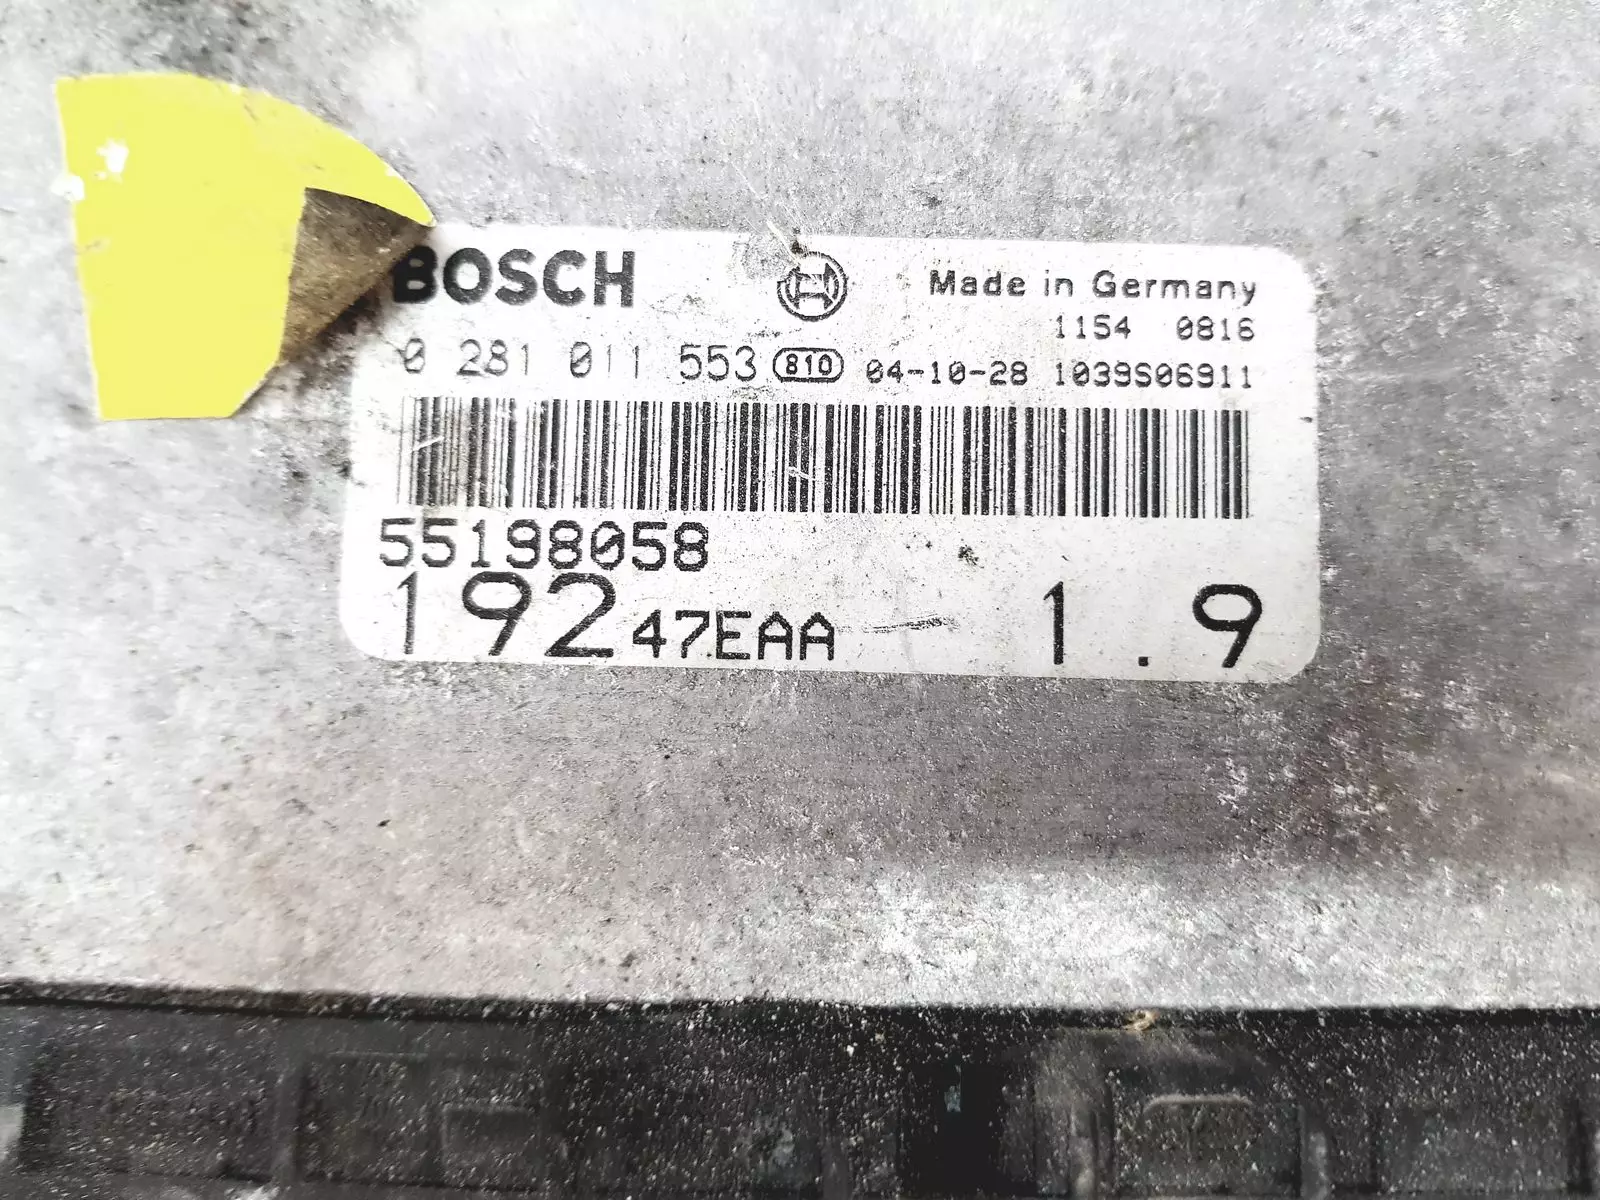 BOSCH Made in Germany
1154 0816
0 281 011 553 810 04-10-28 1039S06911
55198058
192 47EAA 1.9